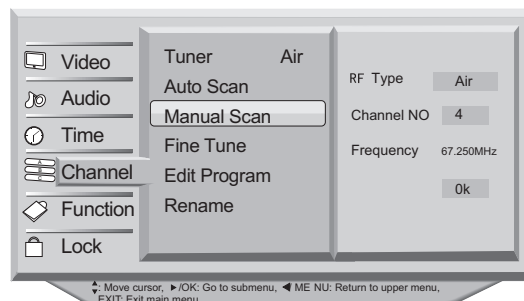 Video
Audio
Time
Channel
Function
Lock
Tuner Air
Auto Scan
Manual Scan
Fine Tune
Edit Program
Rename
RF Type Air
Channel NO 4
Frequency 67.250MHz
0k
: Move cursor, ►/OK: Go to submenu, ◄ ME NU: Return to upper menu,
EXIT: Exit main menu